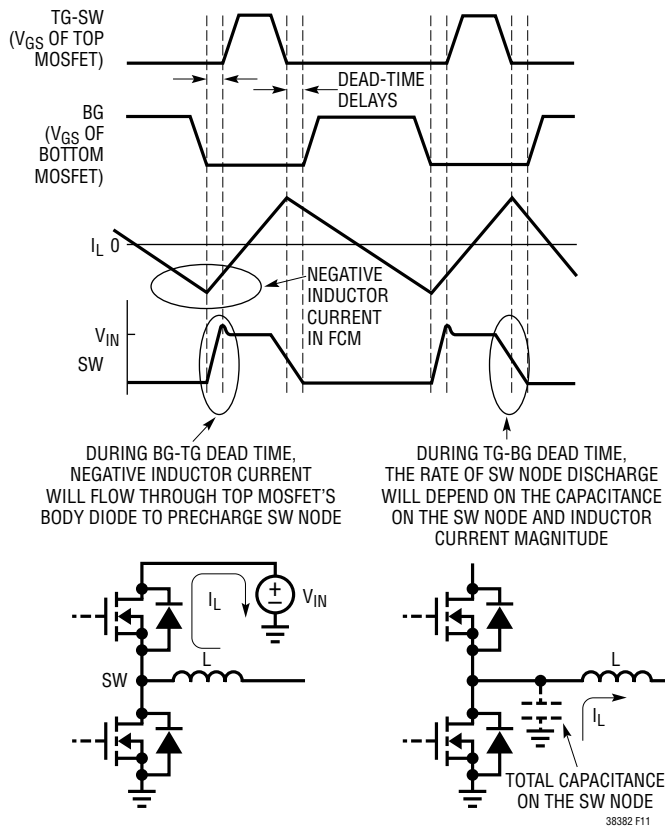 TG-SW
(VGS OF TOP
MOSFET)
DEAD-TIME
DELAYS
BG
(VGS OF
BOTTOM
MOSFET)
IL 0
NEGATIVE
INDUCTOR
CURRENT
IN FCM
VIN
SW
DURING BG-TG DEAD TIME,
NEGATIVE INDUCTOR CURRENT
WILL FLOW THROUGH TOP MOSFET'S
BODY DIODE TO PRECHARGE SW NODE
DURING TG-BG DEAD TIME,
THE RATE OF SW NODE DISCHARGE
WILL DEPEND ON THE CAPACITANCE
ON THE SW NODE AND INDUCTOR
CURRENT MAGNITUDE
IL
+
–
VIN
L
SW
L
IL
TOTAL CAPACITANCE
ON THE SW NODE
38382 F11